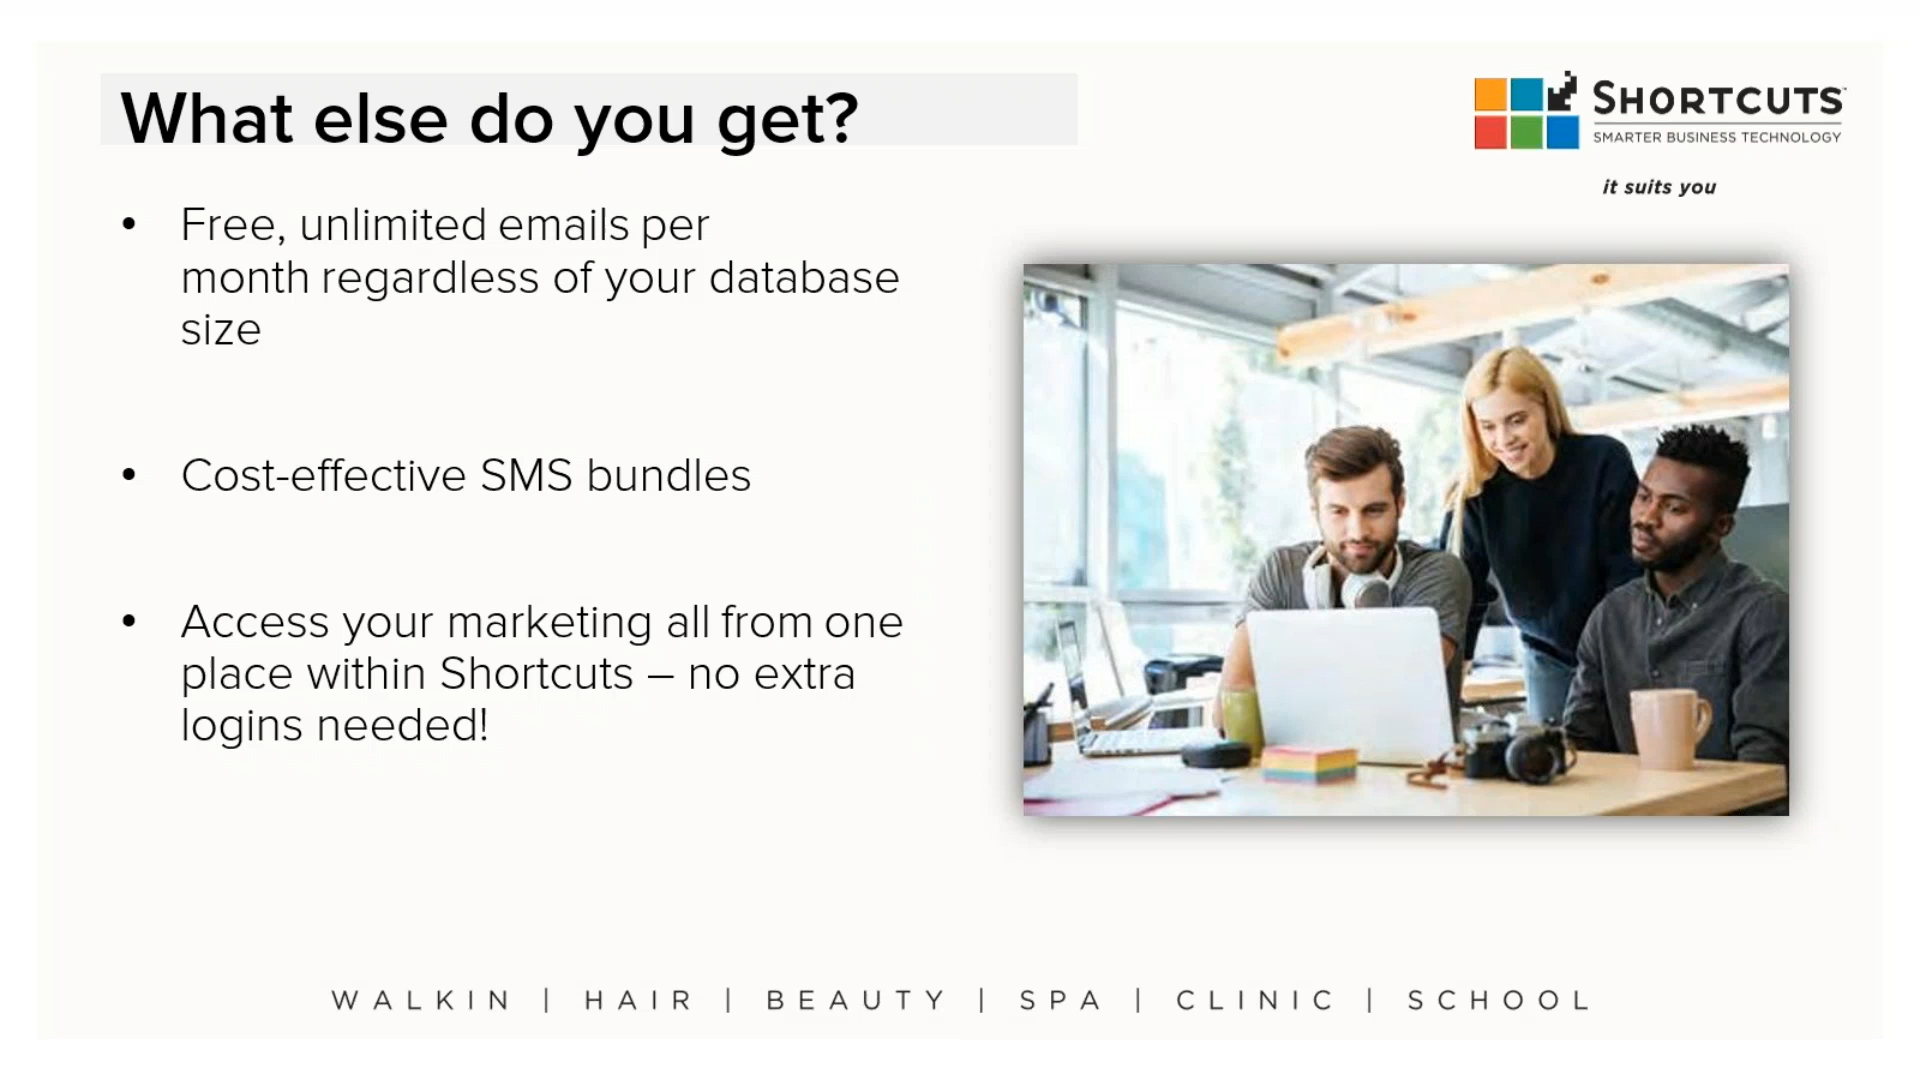 What else do you get?
SHORTCUTS™
SMARTER BUSINESS TECHNOLOGY
it suits you
• Free, unlimited emails per
month regardless of your database
size
• Cost-effective SMS bundles
• Access your marketing all from one
place within Shortcuts – no extra
logins needed!
WALKIN | HAIR | BEAUTY | SPA | CLINIC | SCHOOL